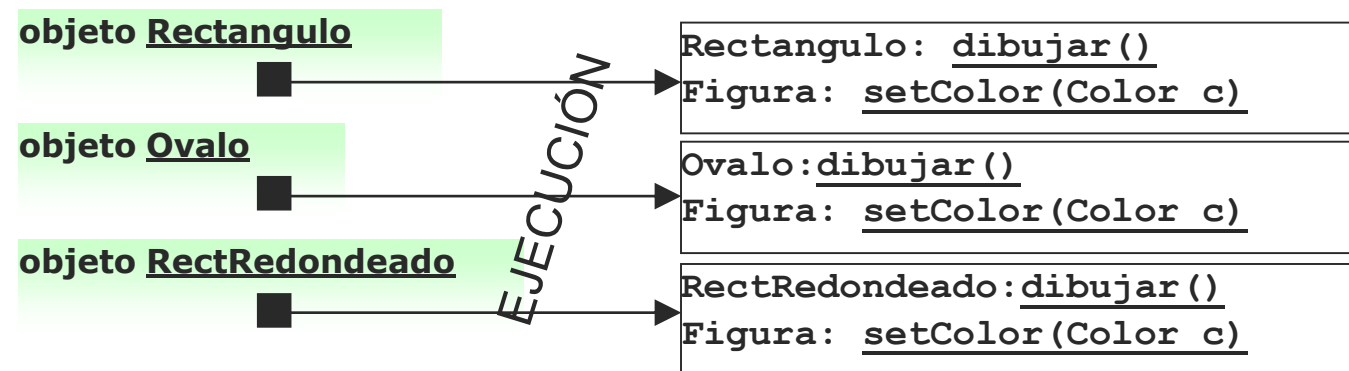 objeto Rectangulo
Rectangulo: dibujar()
Figura: setColor(Color c)
EJECUCIÓN
objeto Ovalo
Ovalo:dibujar()
Figura: setColor(Color c)
objeto RectRedondeado
RectRedondeado:dibujar()
Figura: setColor(Color c)